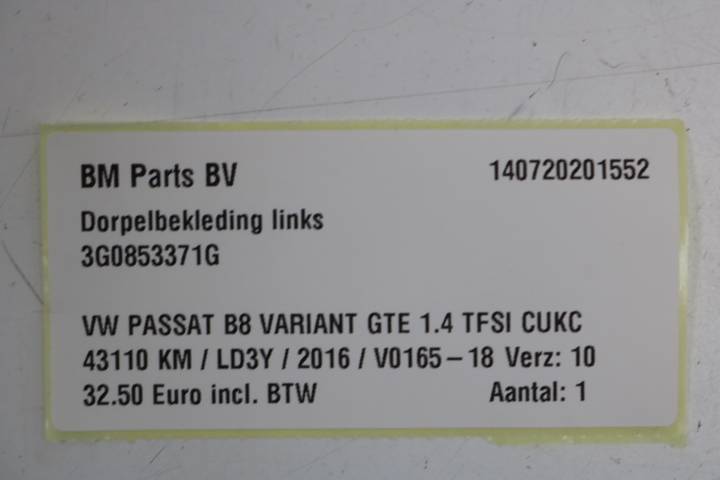 BM Parts BV 140720201552
Dorpelbekleding links
3G0853371G
VW PASSAT B8 VARIANT GTE 1.4 TFSI CUKC
43110 KM / LD3Y / 2016 / V0165-18 Verz: 10
32.50 Euro incl. BTW Aantal: 1